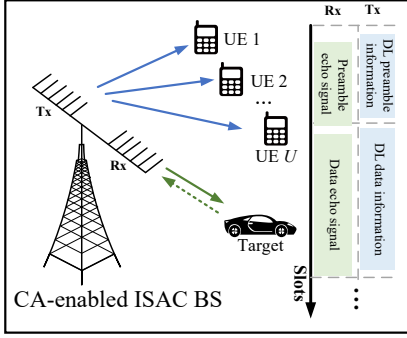 Tx
Rx
UE 1
UE 2
...
UE U
Target
CA-enabled ISAC BS
Rx
Tx
Preamble
echo signal
DL preamble
information
Data echo signal
DL data information
Slots
...